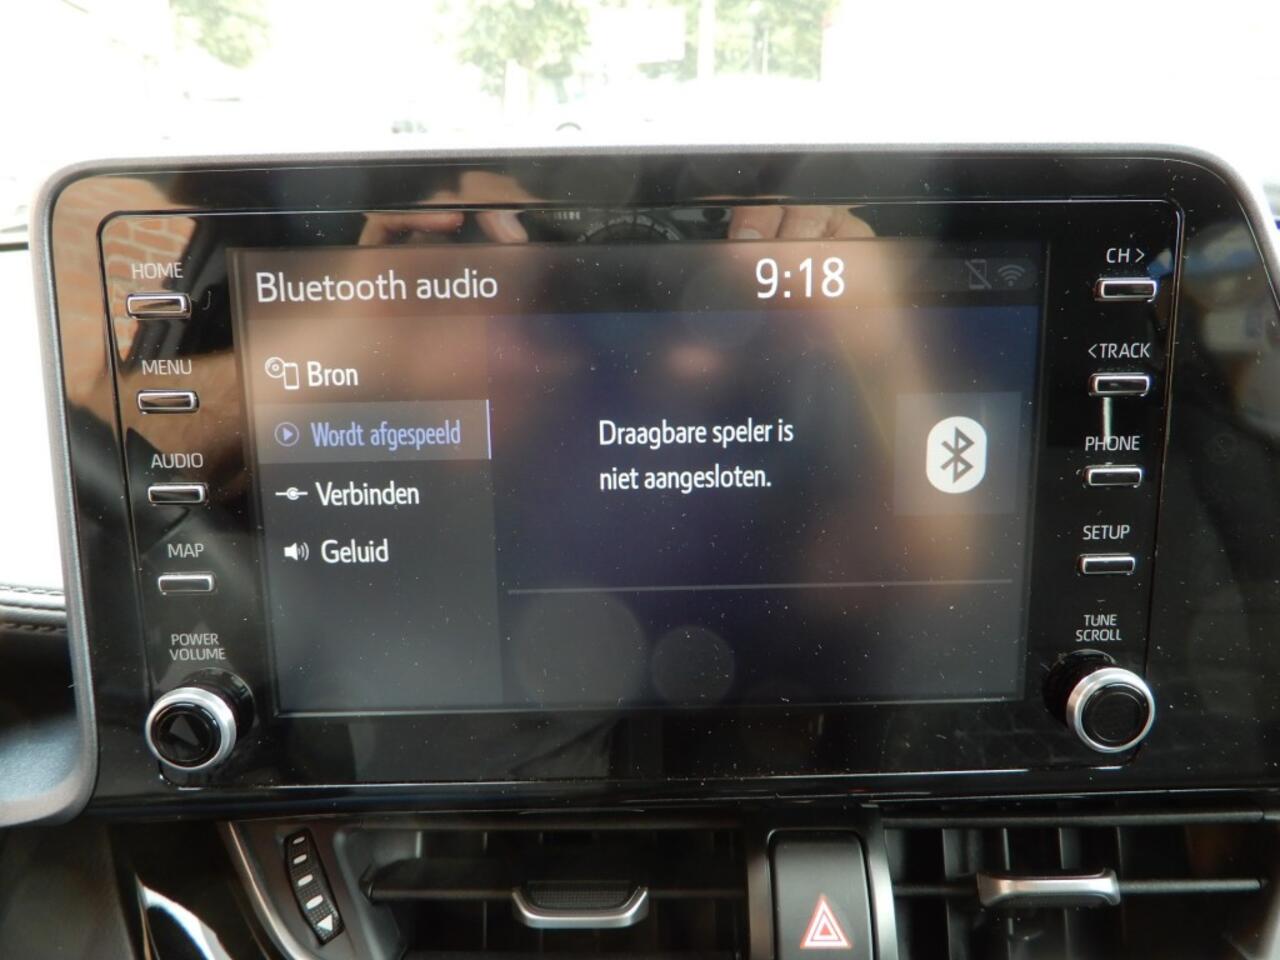 HOME
MENU
AUDIO
MAP
POWER
VOLUME
Bluetooth audio
9:18
Bron
Wordt afgespeeld
Verbinden
Geluid
Draagbare speler is
niet aangesloten.
CH >
< TRACK
PHONE
SETUP
TUNE
SCROLL